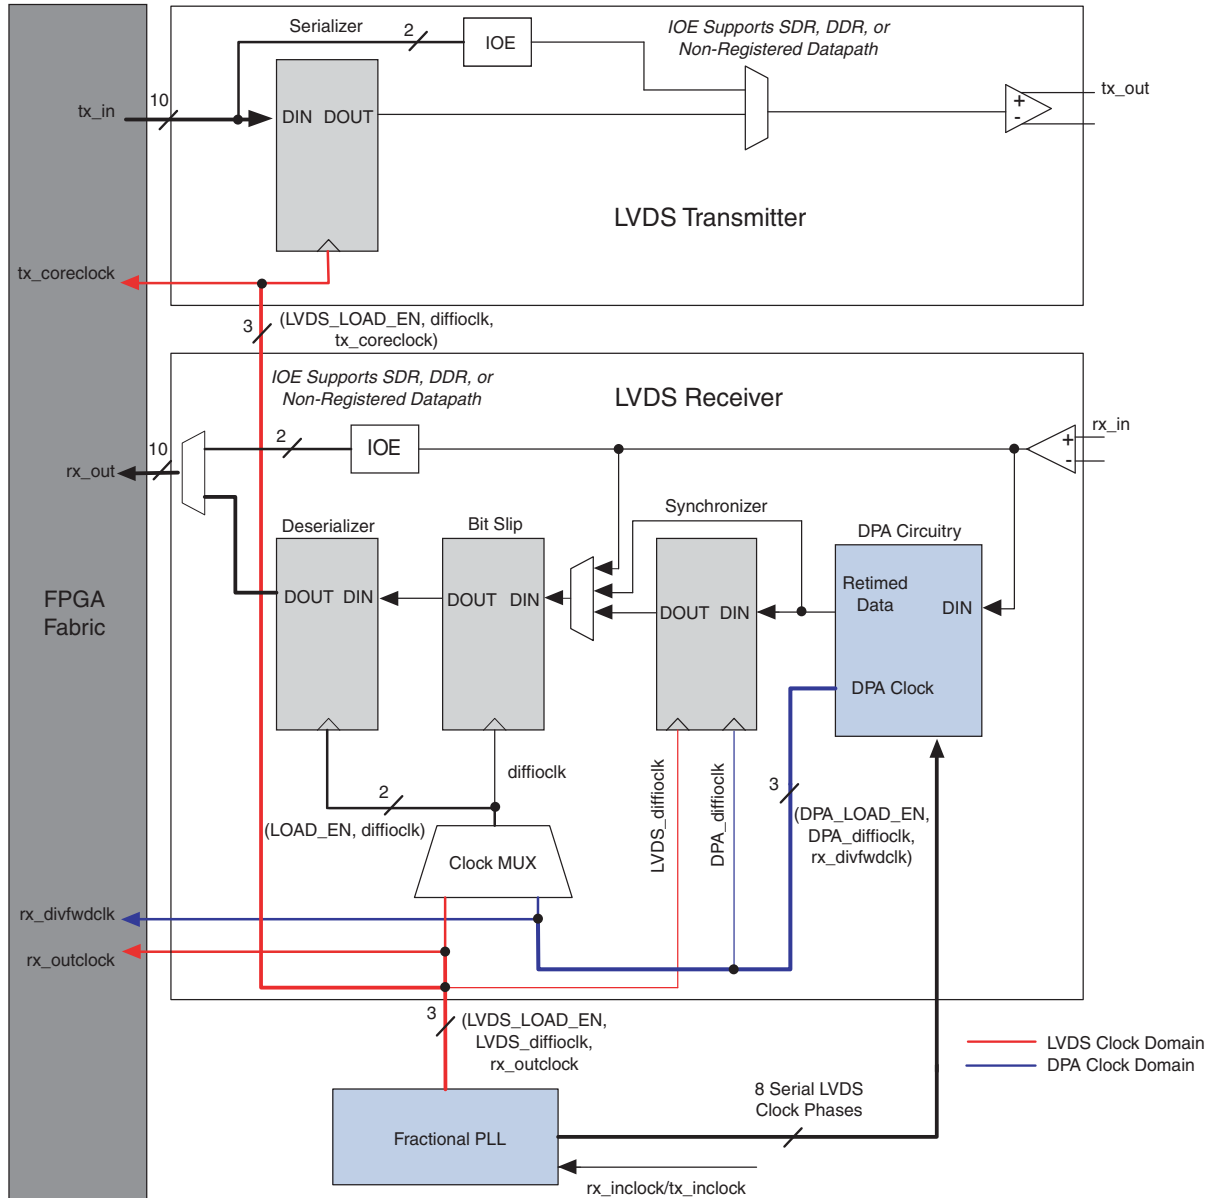 Serializer
2
IOE
IOE Supports SDR, DDR, or
Non-Registered Datapath
tx_in
10
DIN DOUT
+
-
tx_out
LVDS Transmitter
tx_coreclock
3
(LVDS_LOAD_EN, diffioclk,
tx_coreclock)
IOE Supports SDR, DDR, or
Non-Registered Datapath
LVDS Receiver
rx_out
10
2
IOE
+
-
rx_in
Deserializer
Bit Slip
Synchronizer
DPA Circuitry
FPGA
Fabric
DOUT DIN
DOUT DIN
DOUT DIN
Retimed
Data
DIN
DPA Clock
2
(LOAD_EN, diffioclk)
diffioclk
LVDS_diffioclk
DPA_diffioclk
3
(DPA_LOAD_EN,
DPA_diffioclk,
rx_divfwdclk)
Clock MUX
rx_divfwdclk
rx_outclock
3
(LVDS_LOAD_EN,
LVDS_diffioclk,
rx_outclock
LVDS Clock Domain
DPA Clock Domain
8 Serial LVDS
Clock Phases
Fractional PLL
rx_inclock/tx_inclock